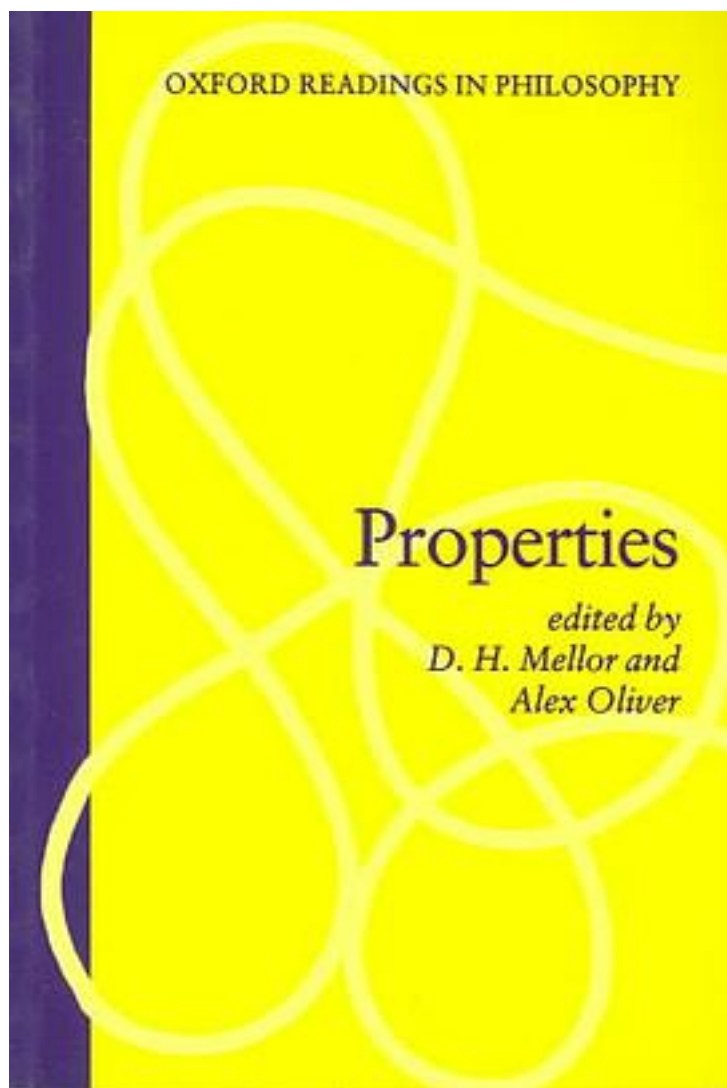 OXFORD READINGS IN PHILOSOPHY
Properties
edited by
D. H. Mellor and
Alex Oliver